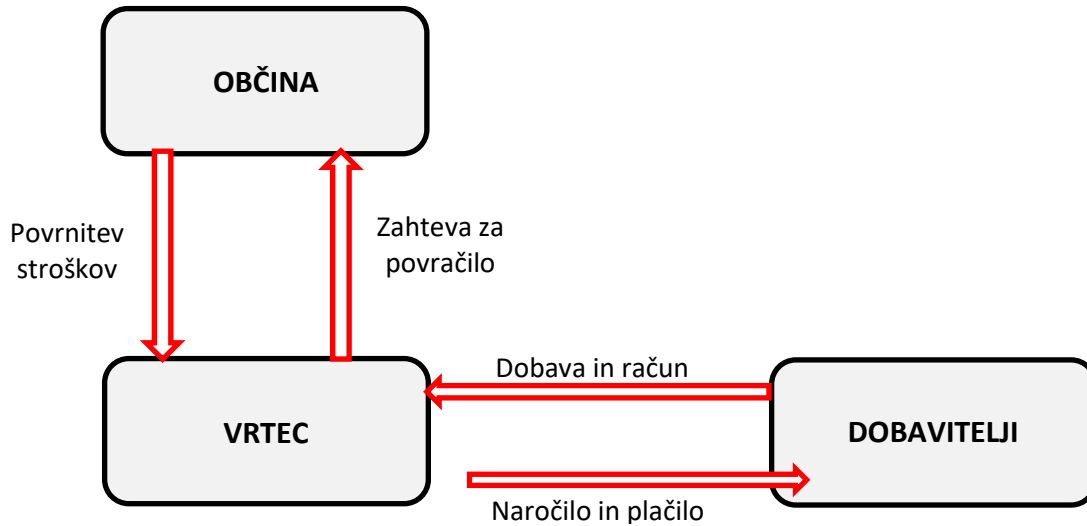 OBČINA
Povrnitev
stroškov
Zahteva za
povračilo
Dobava in račun
VRTEC
DOBAVITELJI
Naročilo in plačilo